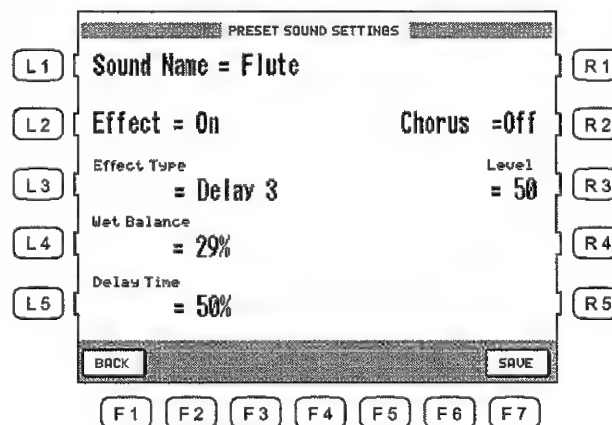 PRESET SOUND SETTINGS
L1 Sound Name = Flute R1
L2 Effect = On Chorus =Off R2
Effect Type Level
L3 = Delay 3 = 50 R3
Wet Balance
L4 = 29% R4
Delay Time
L5 = 50% R5
BACK SAVE
F1 F2 F3 F4 F5 F6 F7